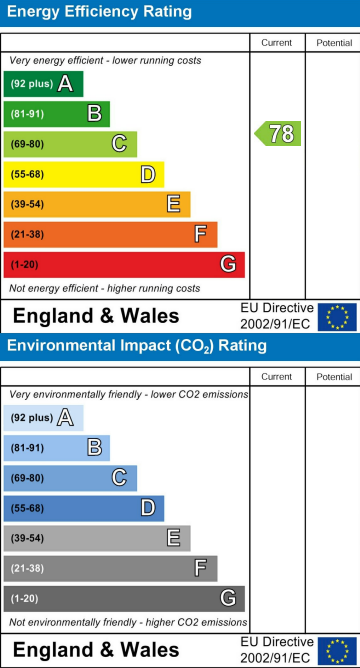 Energy Efficiency Rating
Current Potential
Very energy efficient - lower running costs
(92 plus) A
(81-91) B
(69-80) C
78
(55-68) D
(39-54) E
(21-38) F
(1-20) G
Not energy efficient - higher running costs
England & Wales
EU Directive
2002/91/EC
Environmental Impact (CO2) Rating
Current Potential
Very environmentally friendly - lower CO2 emissions
(92 plus) A
(81-91) B
(69-80) C
(55-68) D
(39-54) E
(21-38) F
(1-20) G
Not environmentally friendly - higher CO2 emissions
England & Wales
EU Directive
2002/91/EC